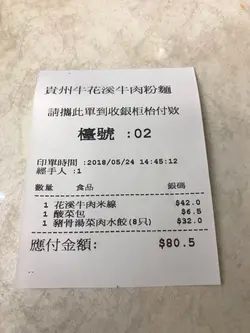 貴州牛花溪牛肉粉麵
請攜此單到收銀柜枱付欵
檯號 :02
印單時間 :2018/05/24 14:45:12
經手人 :1
數量 食品 銀碼
1 花溪牛肉米線 $42.0
1 酸菜包 $6.5
1 豬骨湯菜肉水餃(8只) $32.0
應付金額: $80.5